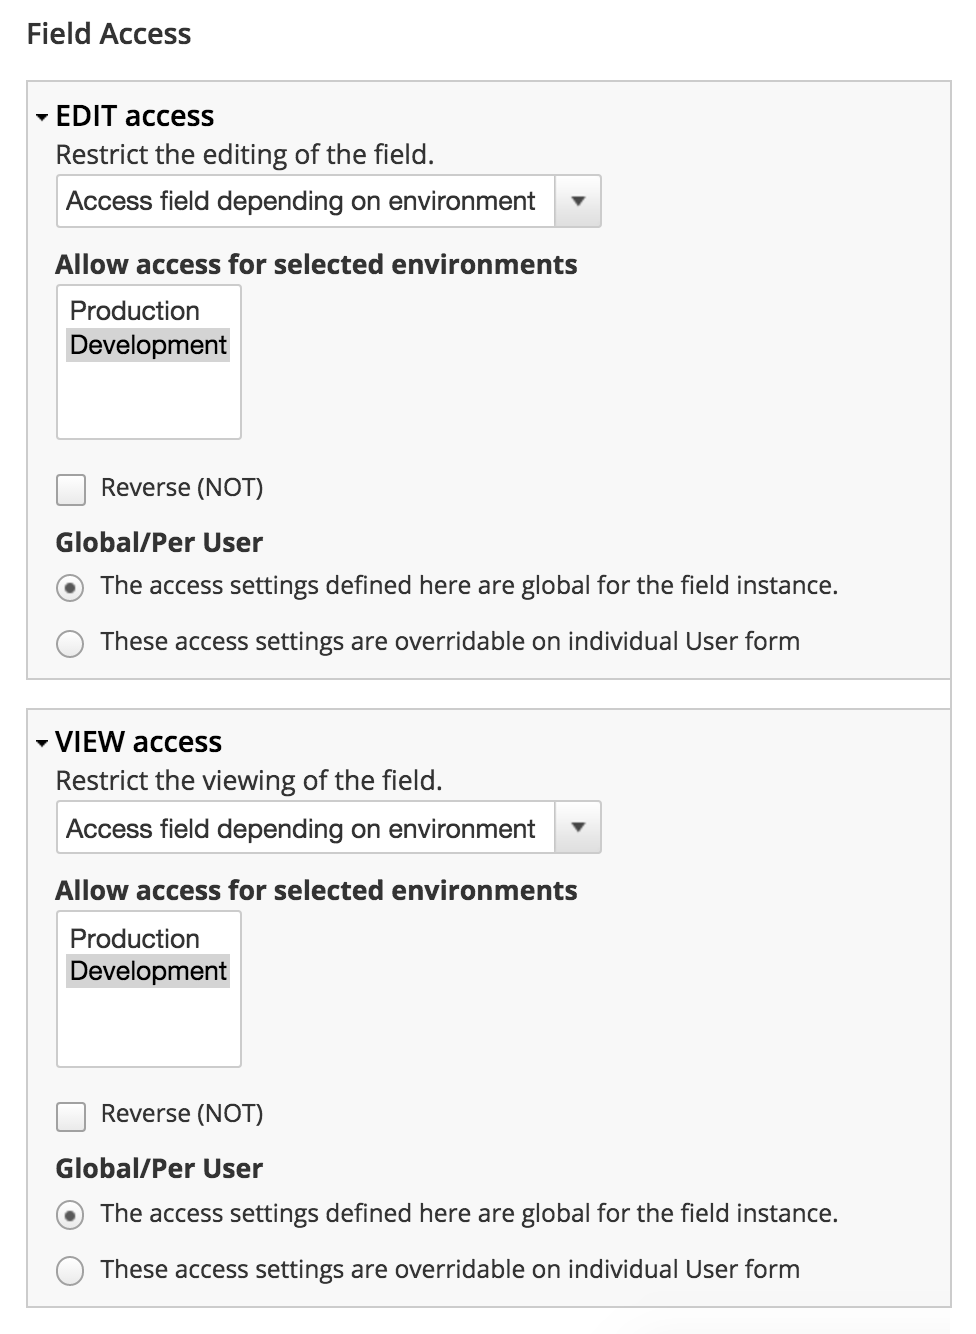 Field Access
EDIT access
Restrict the editing of the field.
Access field depending on environment
Allow access for selected environments
Production
Development
Reverse (NOT)
Global/Per User
The access settings defined here are global for the field instance.
These access settings are overridable on individual User form
VIEW access
Restrict the viewing of the field.
Access field depending on environment
Allow access for selected environments
Production
Development
Reverse (NOT)
Global/Per User
The access settings defined here are global for the field instance.
These access settings are overridable on individual User form